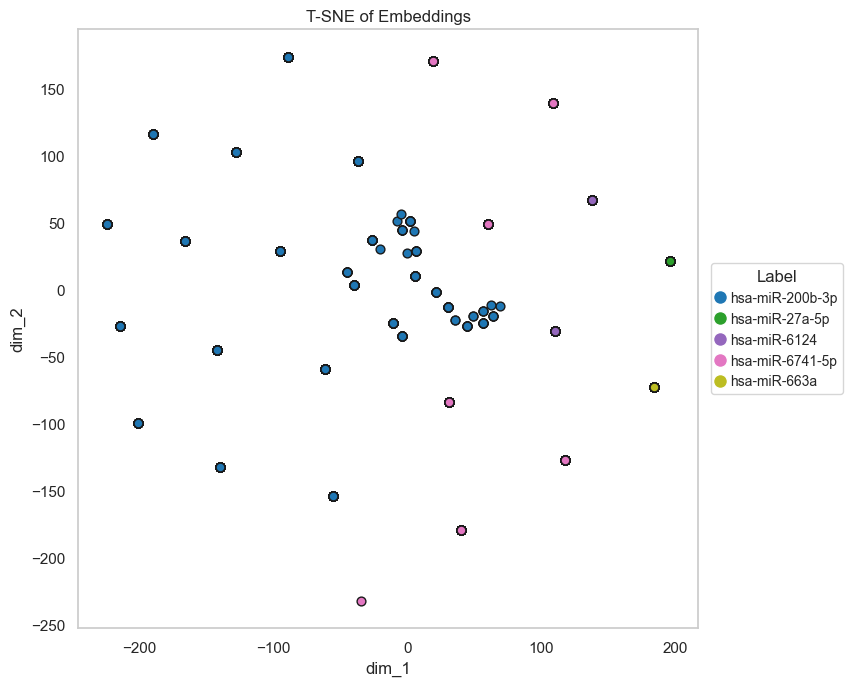 T-SNE of Embeddings
150
100
50
0
−50
−100
−150
−200
−250
dim_2
−200
−100
0
100
200
dim_1
Label
hsa-miR-200b-3p
hsa-miR-27a-5p
hsa-miR-6124
hsa-miR-6741-5p
hsa-miR-663a